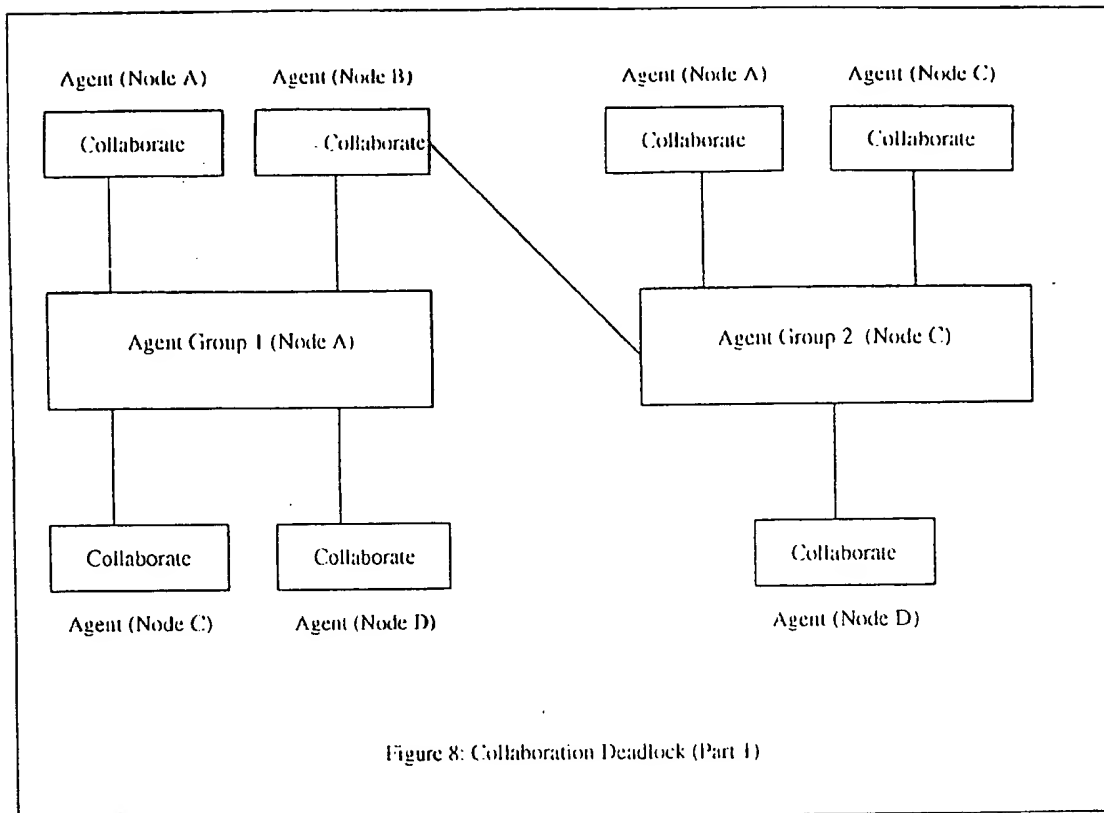 Agent (Node A) Agent (Node B) Agent (Node A) Agent (Node C)
Collaborate Collaborate Collaborate Collaborate
Agent Group 1 (Node A) Agent Group 2 (Node C)
Collaborate Collaborate Collaborate
Agent (Node C) Agent (Node D) Agent (Node D)
Figure 8: Collaboration Deadlock (Part 1)